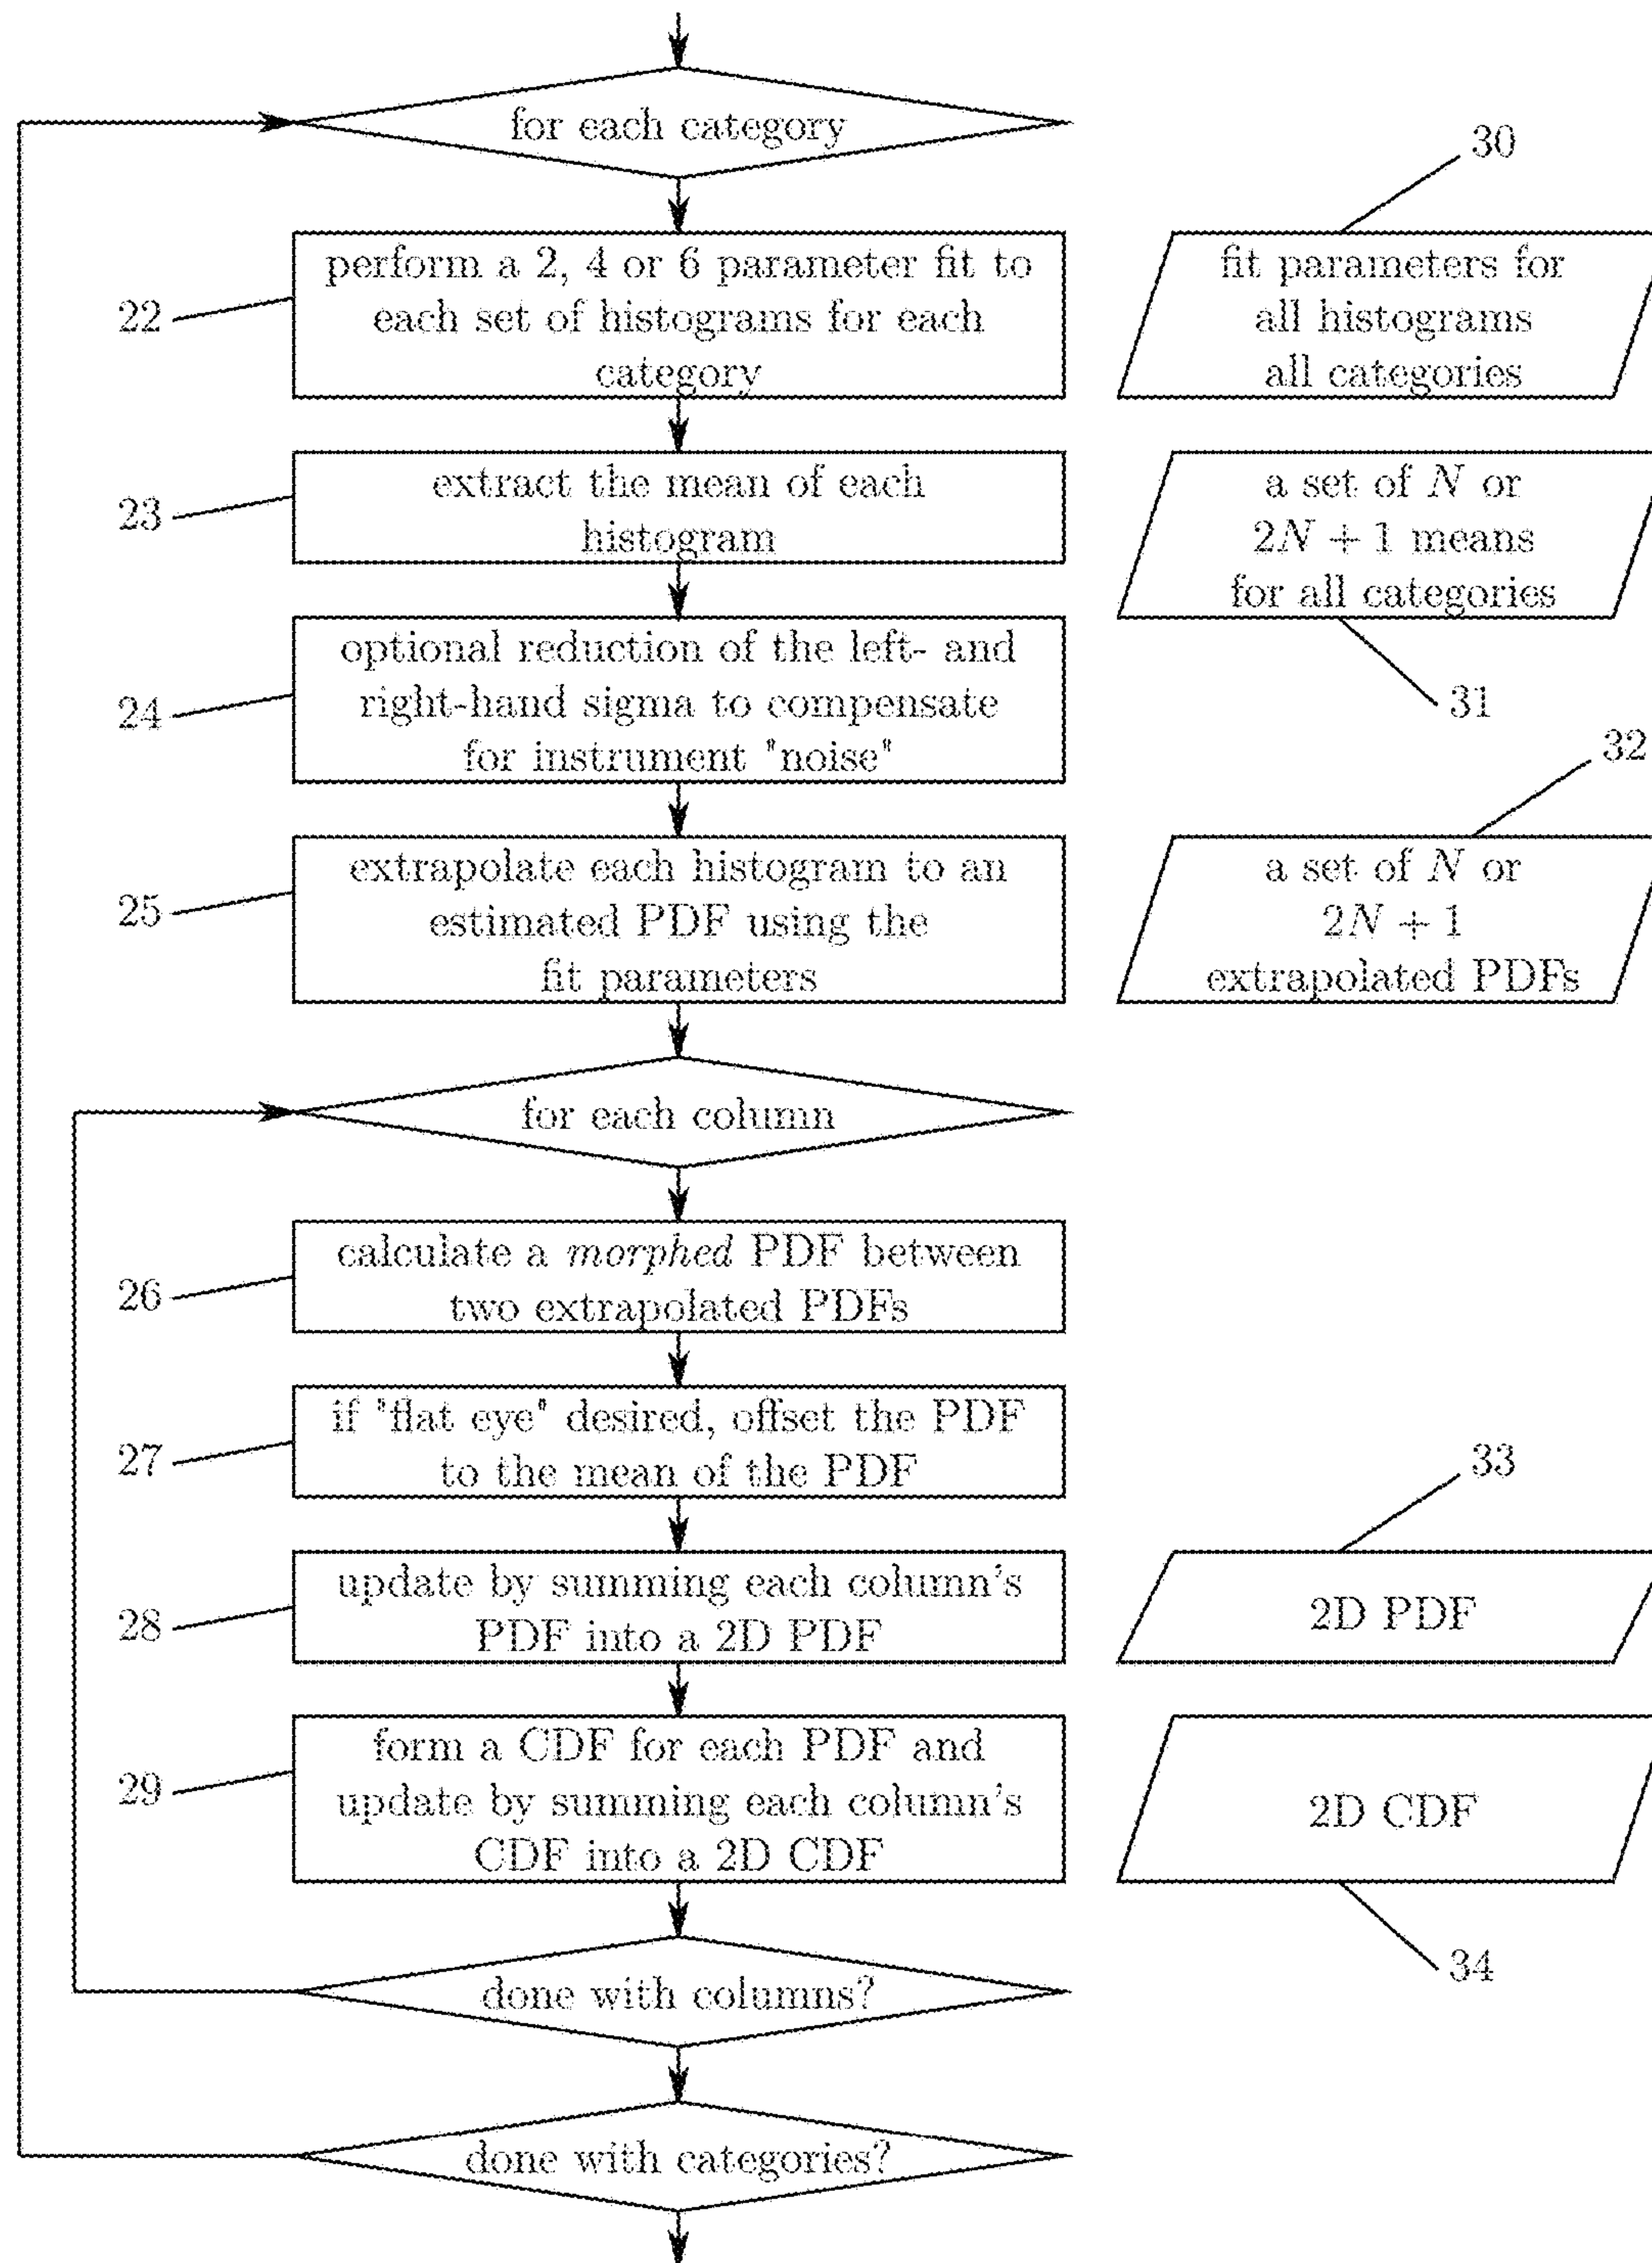 for each category
30
22
perform a 2, 4 or 6 parameter fit to
each set of histograms for each
category
fit parameters for
all histograms
all categories
23
extract the mean of each
histogram
a set of N or
2N + 1 means
for all categories
31
24
optional reduction of the left- and
right-hand sigma to compensate
for instrument "noise"
32
25
extrapolate each histogram to an
estimated PDF using the
fit parameters
a set of N or
2N + 1
extrapolated PDFs
for each column
26
calculate a morphed PDF between
two extrapolated PDFs
27
if "flat eye" desired, offset the PDF
to the mean of the PDF
33
28
update by summing each column's
PDF into a 2D PDF
2D PDF
29
form a CDF for each PDF and
update by summing each column's
CDF into a 2D CDF
2D CDF
34
done with columns?
done with categories?